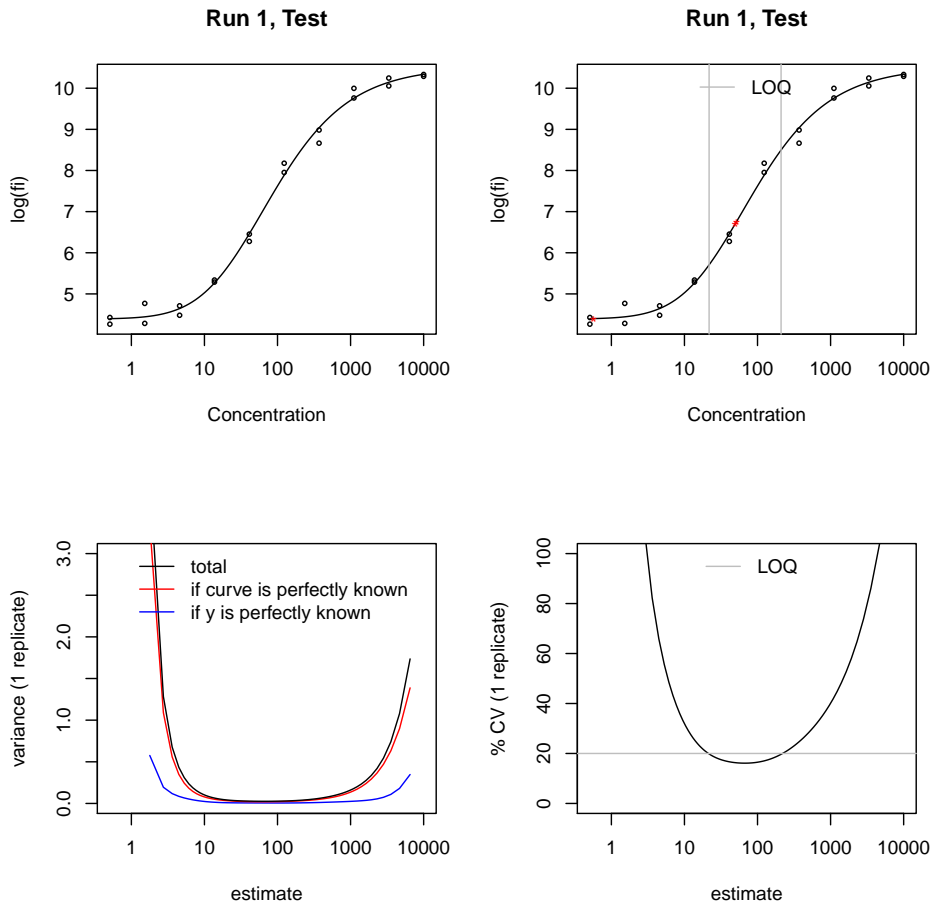 Run 1, Test
log(fi)
10
9
8
7
6
5
1 10 100 1000 10000
Concentration
Run 1, Test
log(fi)
10
9
8
7
6
5
LOQ
1 10 100 1000 10000
Concentration
variance (1 replicate)
3.0
2.0
1.0
0.0
total
if curve is perfectly known
if y is perfectly known
1 10 100 1000 10000
estimate
% CV (1 replicate)
100
80
60
40
20
0
LOQ
1 10 100 1000 10000
estimate